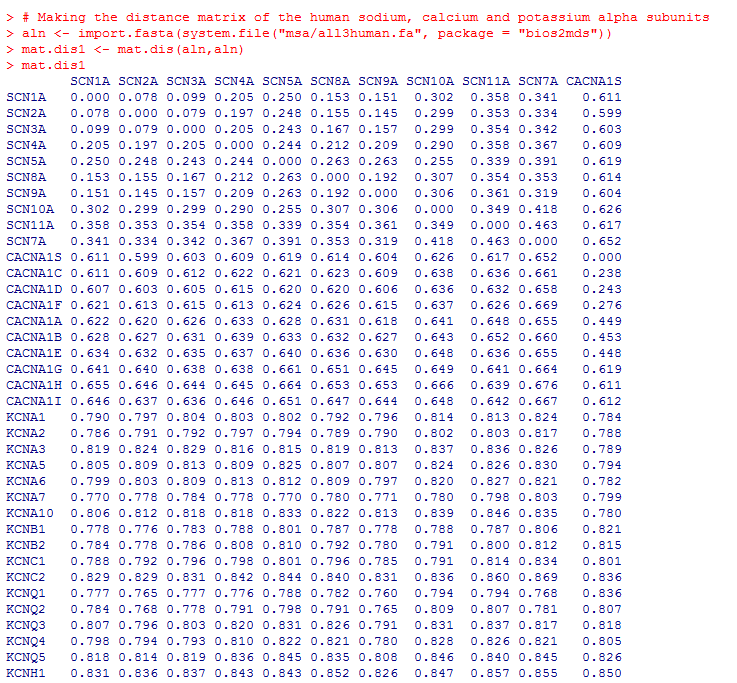 > # Making the distance matrix of the human sodium, calcium and potassium alpha subunits
> aln <- import.fasta(system.file("msa/all3human.fa", package = "bios2mds"))
> mat.dis1 <- mat.dis(aln,aln)
> mat.dis1
SCN1A SCN2A SCN3A SCN4A SCN5A SCN8A SCN9A SCN10A SCN11A SCN7A CACNA1S
SCN1A 0.000 0.078 0.099 0.205 0.250 0.153 0.151 0.302 0.358 0.341 0.611
SCN2A 0.078 0.000 0.079 0.197 0.248 0.155 0.145 0.299 0.353 0.334 0.599
SCN3A 0.099 0.079 0.000 0.205 0.243 0.167 0.157 0.299 0.354 0.342 0.603
SCN4A 0.205 0.197 0.205 0.000 0.244 0.212 0.209 0.290 0.358 0.367 0.609
SCN5A 0.250 0.248 0.243 0.244 0.000 0.263 0.263 0.255 0.339 0.391 0.619
SCN8A 0.153 0.155 0.167 0.212 0.263 0.000 0.192 0.307 0.354 0.353 0.614
SCN9A 0.151 0.145 0.157 0.209 0.263 0.192 0.000 0.306 0.361 0.319 0.604
SCN10A 0.302 0.299 0.299 0.290 0.255 0.307 0.306 0.000 0.349 0.418 0.626
SCN11A 0.358 0.353 0.354 0.358 0.339 0.354 0.361 0.349 0.000 0.463 0.617
SCN7A 0.341 0.334 0.342 0.367 0.391 0.353 0.319 0.418 0.463 0.000 0.652
CACNA1S 0.611 0.599 0.603 0.609 0.619 0.614 0.604 0.626 0.617 0.652 0.000
CACNA1C 0.611 0.609 0.612 0.622 0.621 0.623 0.609 0.638 0.636 0.661 0.238
CACNA1D 0.607 0.603 0.605 0.615 0.620 0.620 0.606 0.636 0.632 0.658 0.243
CACNA1F 0.621 0.613 0.615 0.613 0.624 0.626 0.615 0.637 0.626 0.669 0.276
CACNA1A 0.622 0.620 0.626 0.633 0.628 0.631 0.618 0.641 0.648 0.655 0.449
CACNA1B 0.628 0.627 0.631 0.639 0.633 0.632 0.627 0.643 0.652 0.660 0.453
CACNA1E 0.634 0.632 0.635 0.637 0.640 0.636 0.630 0.648 0.636 0.655 0.448
CACNA1G 0.641 0.640 0.638 0.638 0.661 0.651 0.645 0.649 0.641 0.664 0.619
CACNA1H 0.655 0.646 0.644 0.645 0.664 0.653 0.653 0.666 0.639 0.676 0.611
CACNA1I 0.646 0.637 0.636 0.646 0.651 0.647 0.644 0.648 0.642 0.667 0.612
KCNA1 0.790 0.797 0.804 0.803 0.802 0.792 0.796 0.814 0.813 0.824 0.784
KCNA2 0.786 0.791 0.792 0.797 0.794 0.789 0.790 0.802 0.803 0.817 0.788
KCNA3 0.819 0.824 0.829 0.816 0.815 0.819 0.813 0.837 0.836 0.826 0.789
KCNA5 0.805 0.809 0.813 0.809 0.825 0.807 0.807 0.824 0.826 0.830 0.794
KCNA6 0.799 0.803 0.809 0.813 0.812 0.809 0.797 0.820 0.827 0.821 0.782
KCNA7 0.770 0.778 0.784 0.778 0.770 0.780 0.771 0.780 0.798 0.803 0.799
KCNA10 0.806 0.812 0.818 0.818 0.833 0.822 0.813 0.839 0.846 0.835 0.780
KCNB1 0.778 0.776 0.783 0.788 0.801 0.787 0.778 0.788 0.787 0.806 0.821
KCNB2 0.784 0.778 0.786 0.808 0.810 0.792 0.780 0.791 0.800 0.812 0.815
KCNC1 0.788 0.792 0.796 0.798 0.801 0.796 0.785 0.791 0.814 0.834 0.801
KCNC2 0.829 0.829 0.831 0.842 0.844 0.840 0.831 0.836 0.860 0.869 0.836
KCNQ1 0.777 0.765 0.777 0.776 0.788 0.782 0.760 0.794 0.794 0.768 0.836
KCNQ2 0.784 0.768 0.778 0.791 0.798 0.791 0.765 0.809 0.807 0.781 0.807
KCNQ3 0.807 0.796 0.803 0.820 0.831 0.826 0.791 0.831 0.837 0.817 0.818
KCNQ4 0.798 0.794 0.793 0.810 0.822 0.821 0.780 0.828 0.826 0.821 0.805
KCNQ5 0.818 0.814 0.819 0.836 0.845 0.835 0.808 0.846 0.840 0.845 0.826
KCNH1 0.831 0.836 0.837 0.843 0.843 0.852 0.826 0.847 0.857 0.855 0.850